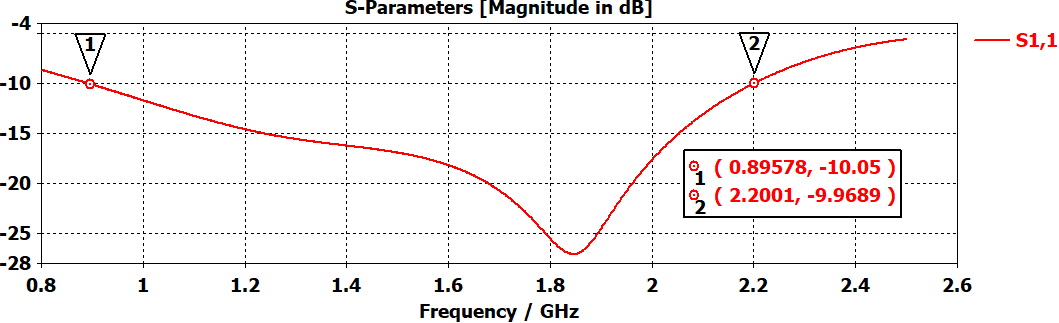 S-Parameters [Magnitude in dB]
-4
-10
-15
-20
-25
-28
1
2
S1,1
1 ( 0.89578, -10.05 )
2 ( 2.2001, -9.9689 )
0.8 1 1.2 1.4 1.6 1.8 2 2.2 2.4 2.6
Frequency / GHz